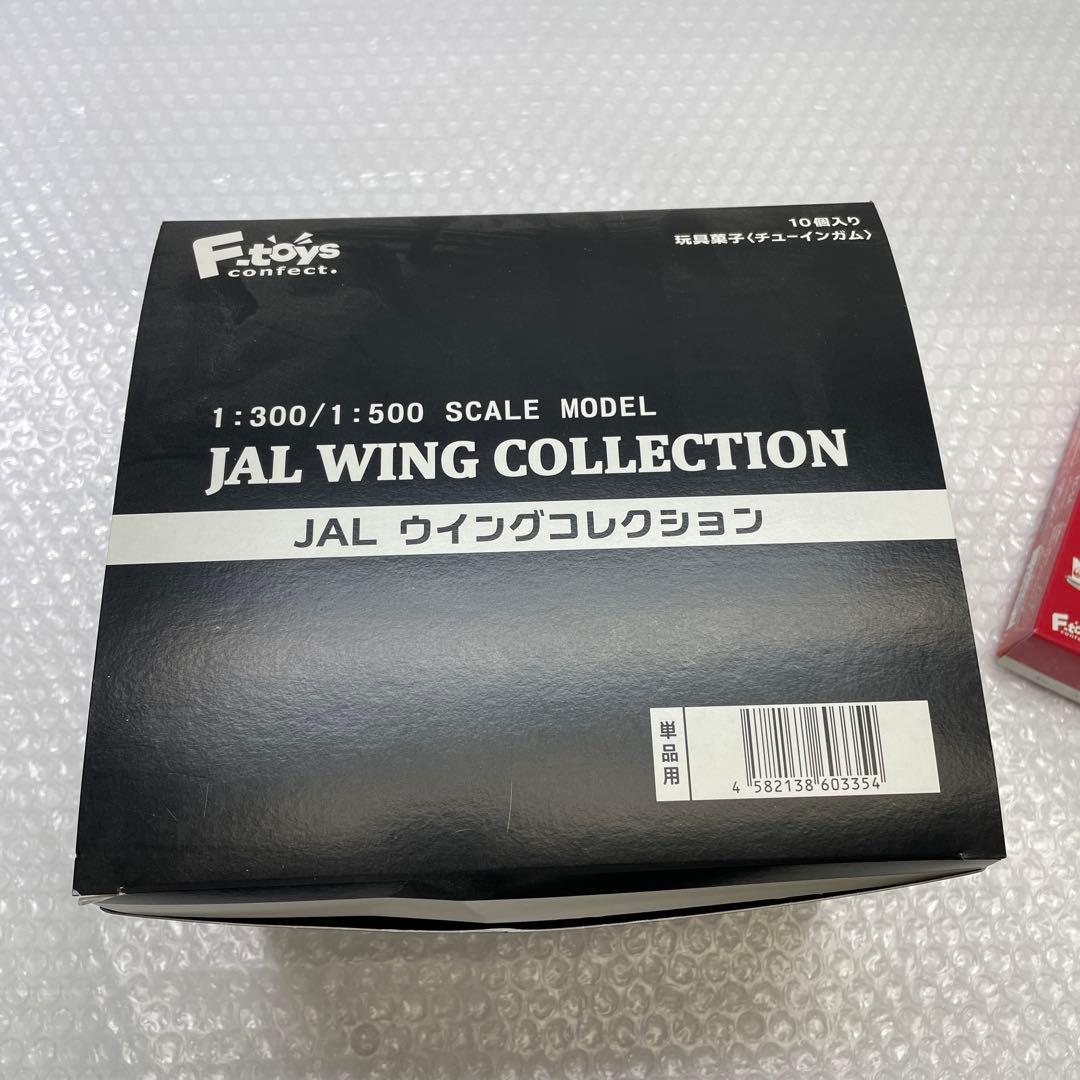 F-toys
confect.
10個入り
玩具菓子〈チューインガム〉
1:300/1:500 SCALE MODEL
JAL WING COLLECTION
JAL ウイングコレクション
単品用
4 582138 603354